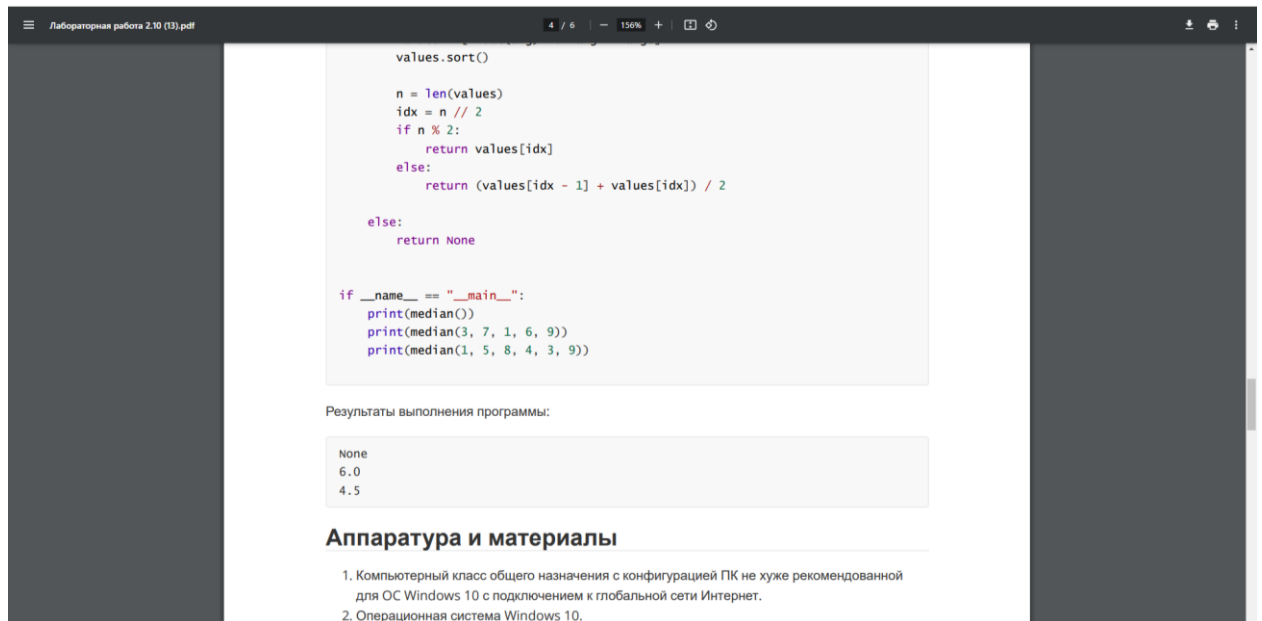 Лабораторная работа 2.10 (13).pdf
4 / 6 | — 156% +
values.sort()
n = len(values)
idx = n // 2
if n % 2:
return values[idx]
else:
return (values[idx - 1] + values[idx]) / 2
else:
return None
if __name__ == "__main__":
print(median())
print(median(3, 7, 1, 6, 9))
print(median(1, 5, 8, 4, 3, 9))
Результаты выполнения программы:
None
6.0
4.5
Аппаратура и материалы
1. Компьютерный класс общего назначения с конфигурацией ПК не хуже рекомендованной
для ОС Windows 10 с подключением к глобальной сети Интернет.
2. Операционная система Windows 10.